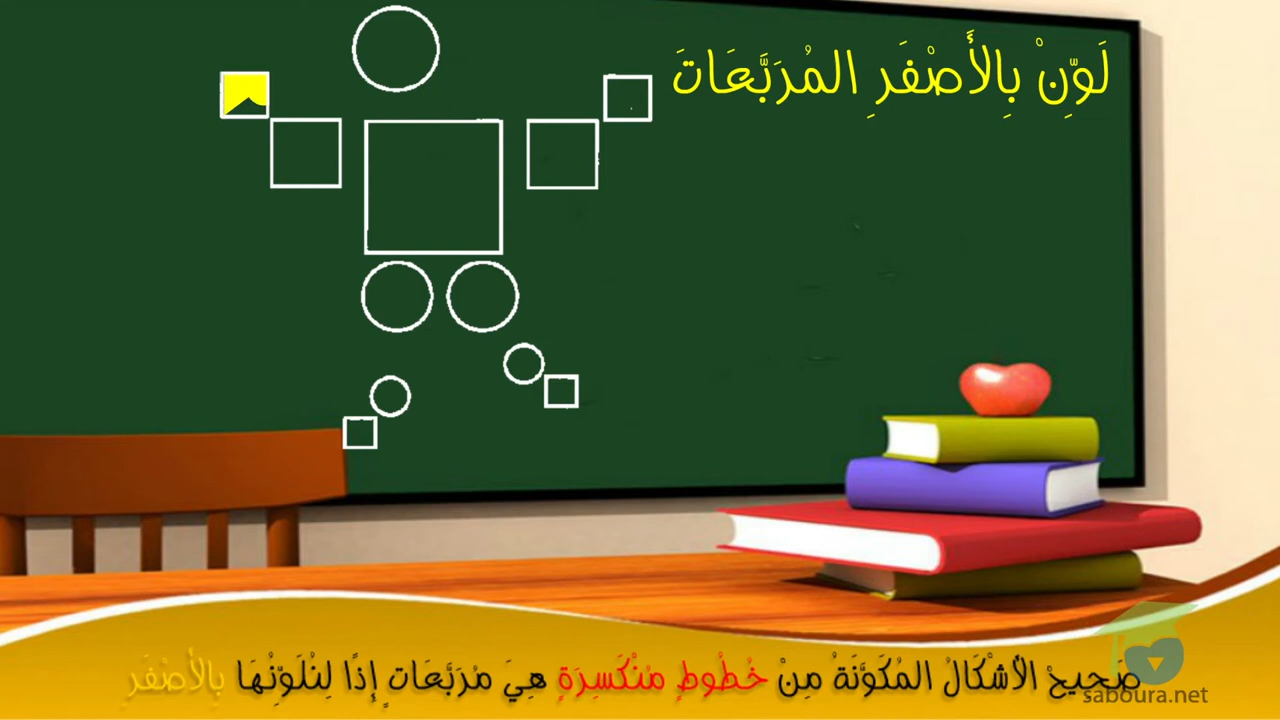 لَوِّنْ بِالأَصْفَرِ المُرَبَّعَاتَ
صَحِيحْ الأَشْكَالُ المُكَوَّنَةُ مِنْ خُطُوطٍ مُنْكَسِرَةٍ هِيَ مُرَبَّعَاتٍ إِذًا لِنُلَوِّنُهَا بِالأَصْفَر
saboura.net